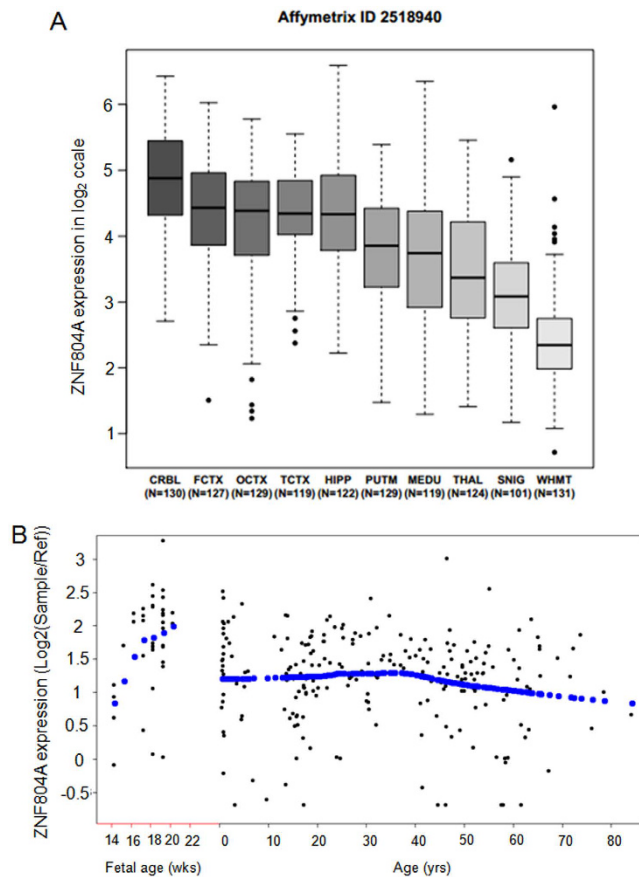 A
Affymetrix ID 2518940
ZNF804A expression in log2 ccale
6
5
4
3
2
1
CRBL FCTX OCTX TCTX HIPP PUTM MEDU THAL SNIG WHMT
(N=130) (N=127) (N=129) (N=119) (N=122) (N=129) (N=119) (N=124) (N=101) (N=131)
B
ZNF804A expression (Log2(Sample/Ref))
3
2
1.5
1
0.5
0
-0.5
14 16 18 20 22 0 10 20 30 40 50 60 70 80
Fetal age (wks) Age (yrs)